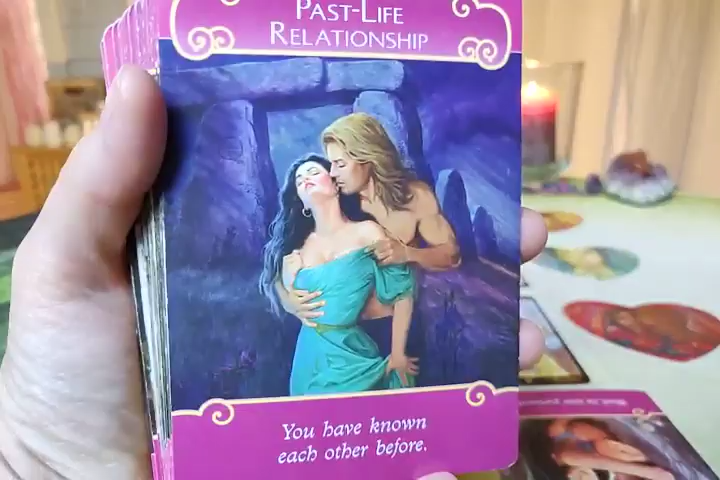 Past-Life
Relationship
You have known
each other before.